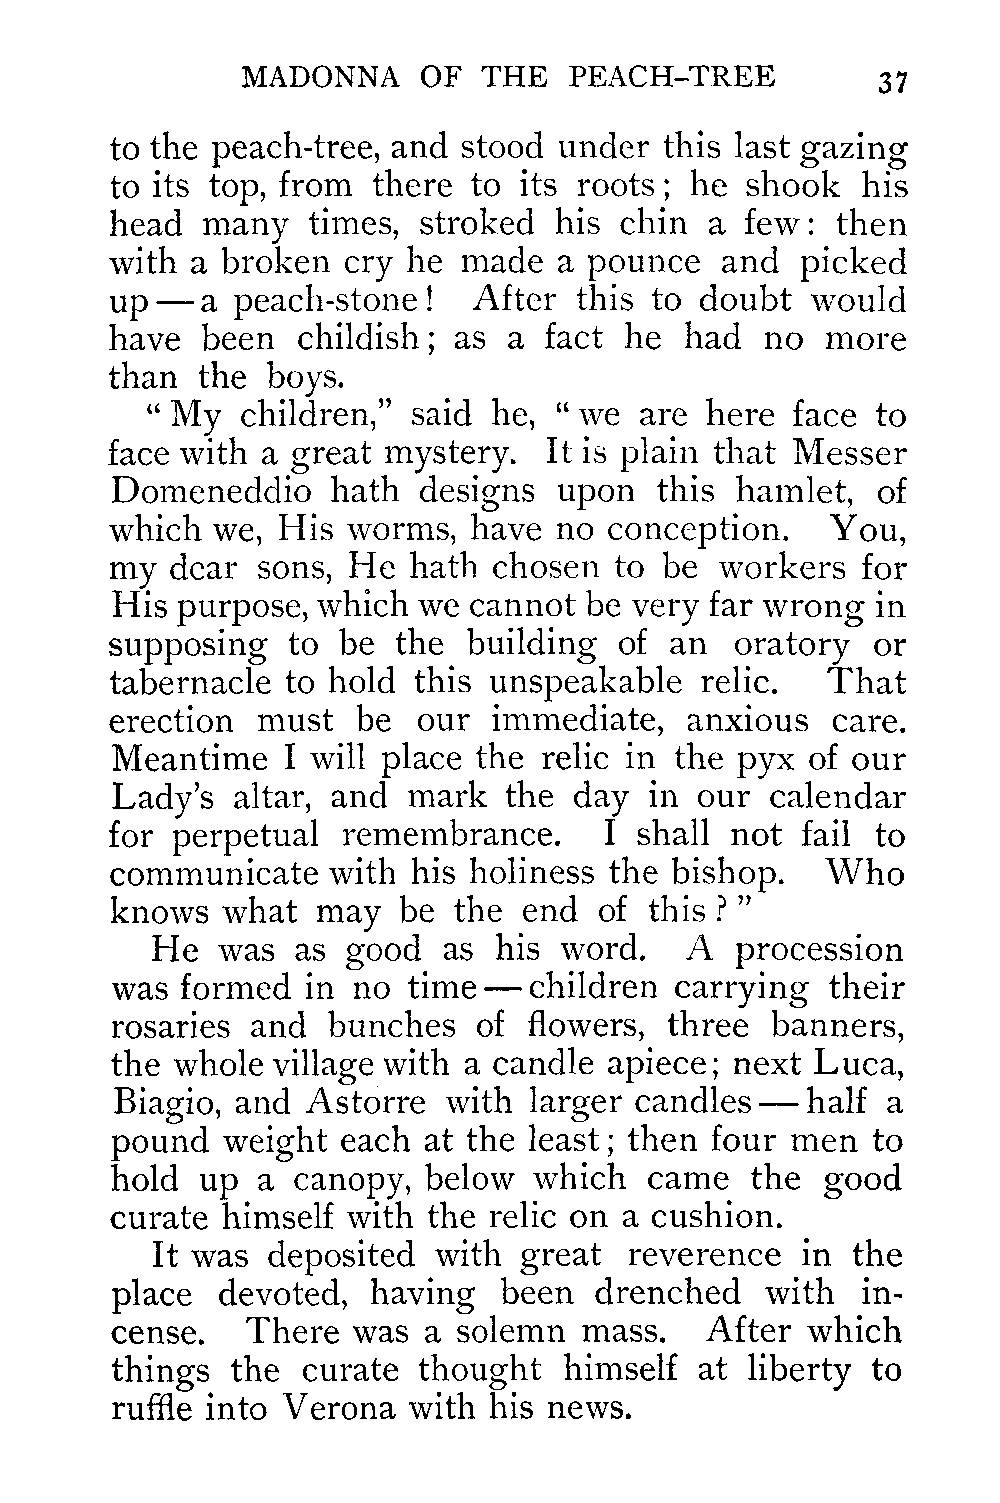 MADONNA OF THE PEACH-TREE 37
to the peach-tree, and stood under this last gazing
to its top, from there to its roots; he shook his
head many times, stroked his chin a few: then
with a broken cry he made a pounce and picked
up — a peach-stone! After this to doubt would
have been childish; as a fact he had no more
than the boys.
“ My children,” said he, “ we are here face to
face with a great mystery. It is plain that Messer
Domeneddio hath designs upon this hamlet, of
which we, His worms, have no conception. You,
my dear sons, He hath chosen to be workers for
His purpose, which we cannot be very far wrong in
supposing to be the building of an oratory or
tabernacle to hold this unspeakable relic. That
erection must be our immediate, anxious care.
Meantime I will place the relic in the pyx of our
Lady’s altar, and mark the day in our calendar
for perpetual remembrance. I shall not fail to
communicate with his holiness the bishop. Who
knows what may be the end of this ? ”
He was as good as his word. A procession
was formed in no time — children carrying their
rosaries and bunches of flowers, three banners,
the whole village with a candle apiece; next Luca,
Biagio, and Astorre with larger candles — half a
pound weight each at the least; then four men to
hold up a canopy, below which came the good
curate himself with the relic on a cushion.
It was deposited with great reverence in the
place devoted, having been drenched with in-
cense. There was a solemn mass. After which
things the curate thought himself at liberty to
ruffle into Verona with his news.